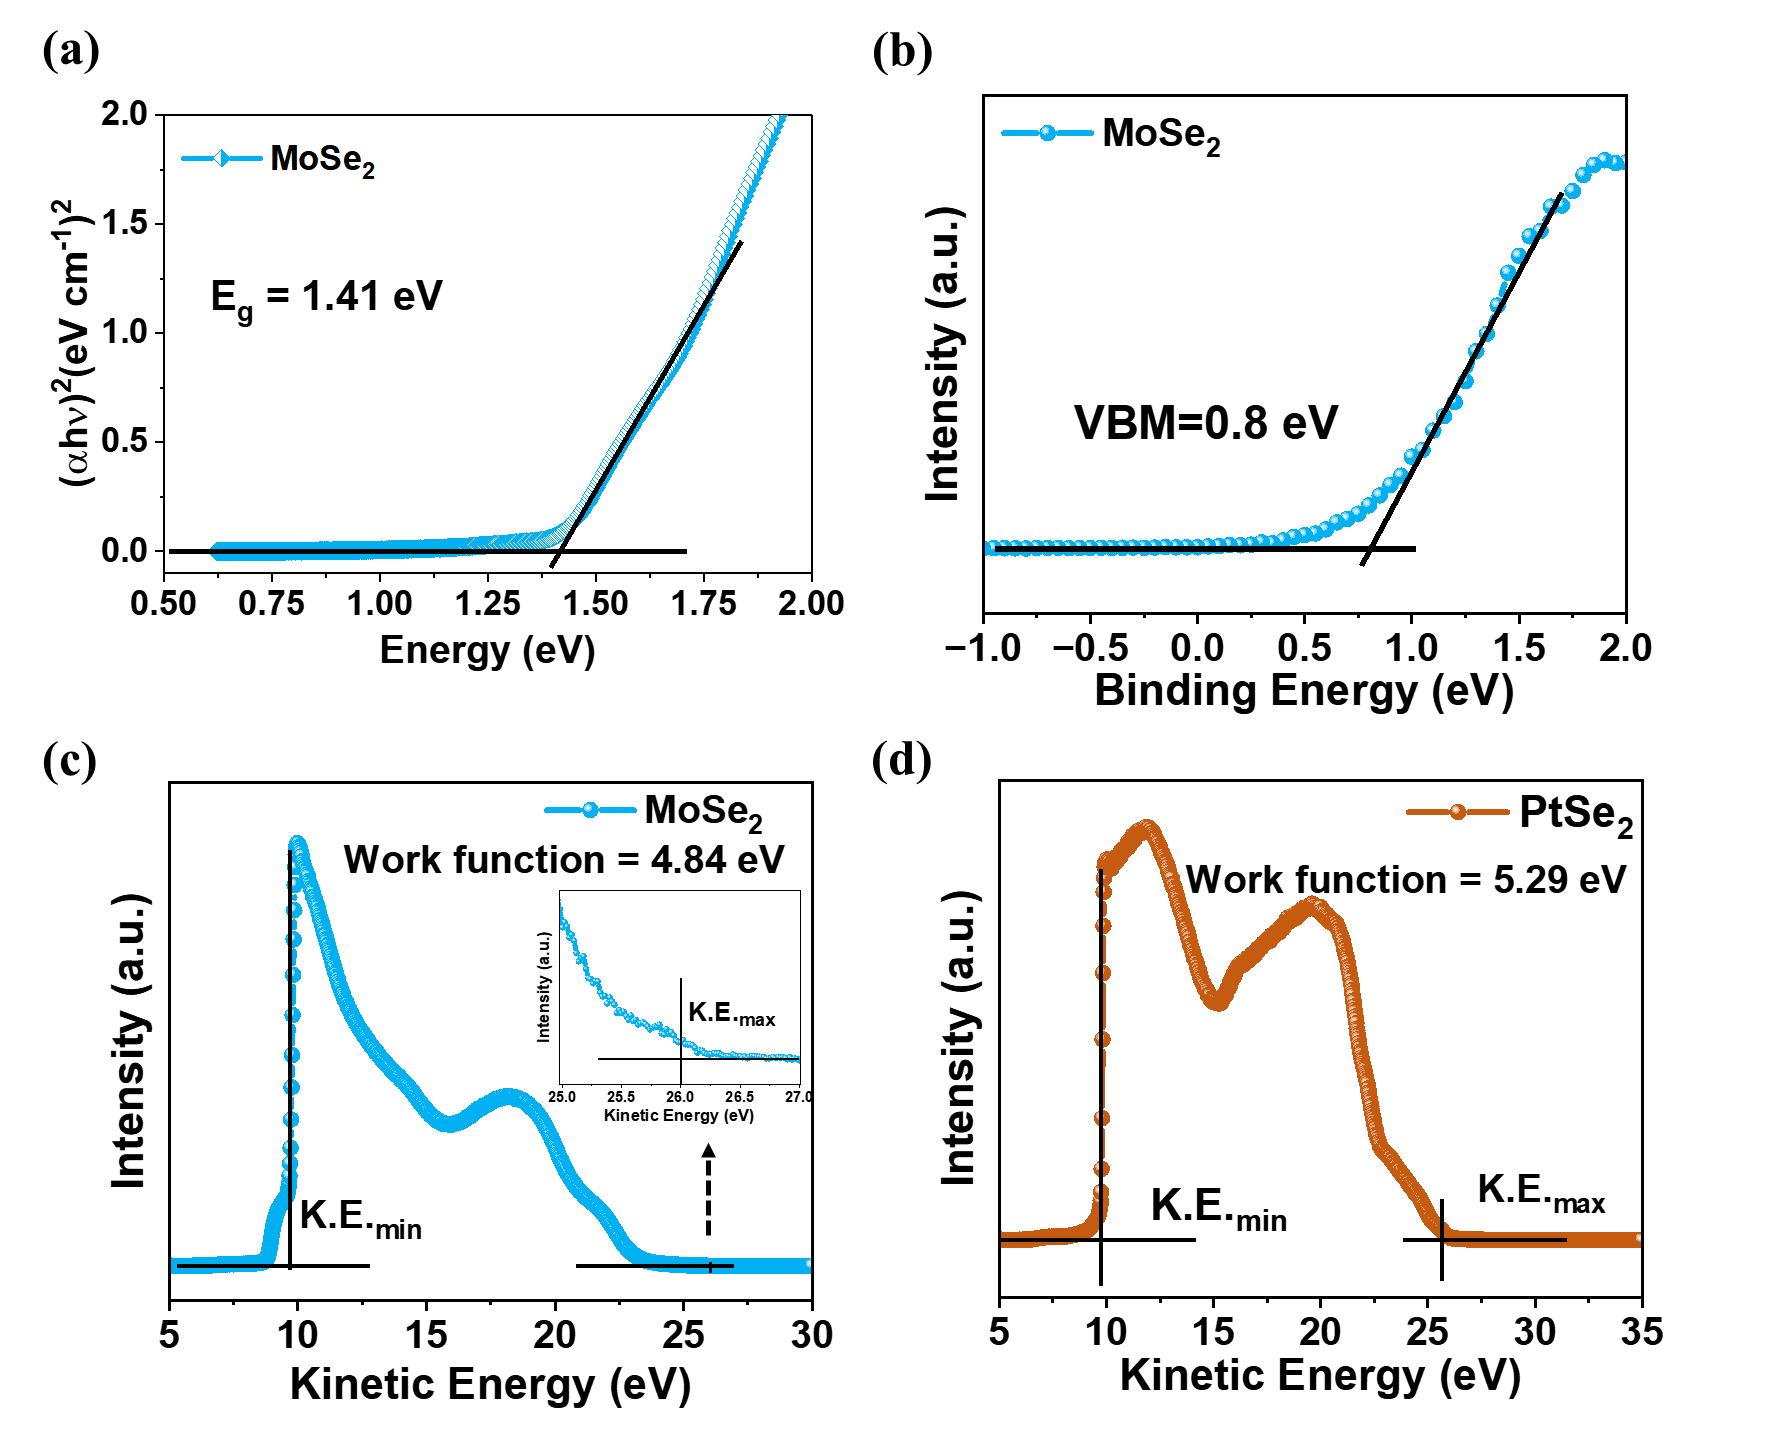 (a)
2.0
1.5
1.0
0.5
0.0
(αhν)²(eV cm⁻¹)²
MoSe₂
E_g = 1.41 eV
0.50 0.75 1.00 1.25 1.50 1.75 2.00
Energy (eV)
(b)
Intensity (a.u.)
MoSe₂
VBM=0.8 eV
−1.0 −0.5 0.0 0.5 1.0 1.5 2.0
Binding Energy (eV)
(c)
Intensity (a.u.)
MoSe₂
Work function = 4.84 eV
Intensity (a.u.)
K.E.max
25.0 25.5 26.0 26.5 27.0
Kinetic Energy (eV)
K.E.min
5 10 15 20 25 30
Kinetic Energy (eV)
(d)
Intensity (a.u.)
PtSe₂
Work function = 5.29 eV
K.E.min
K.E.max
5 10 15 20 25 30 35
Kinetic Energy (eV)